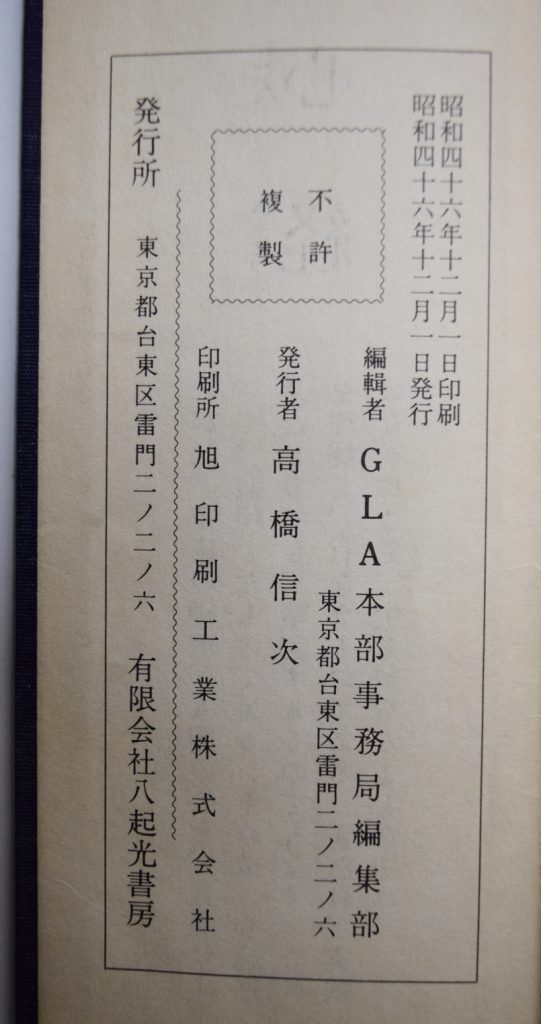 昭和四十六年十二月一日印刷
昭和四十六年十二月一日発行
不許
複製
編輯者 GLA本部事務局編集部
東京都台東区雷門二ノ二ノ六
発行者 高橋信次
印刷所 旭印刷工業株式会社
発行所 東京都台東区雷門二ノ二ノ六 有限会社八起光書房